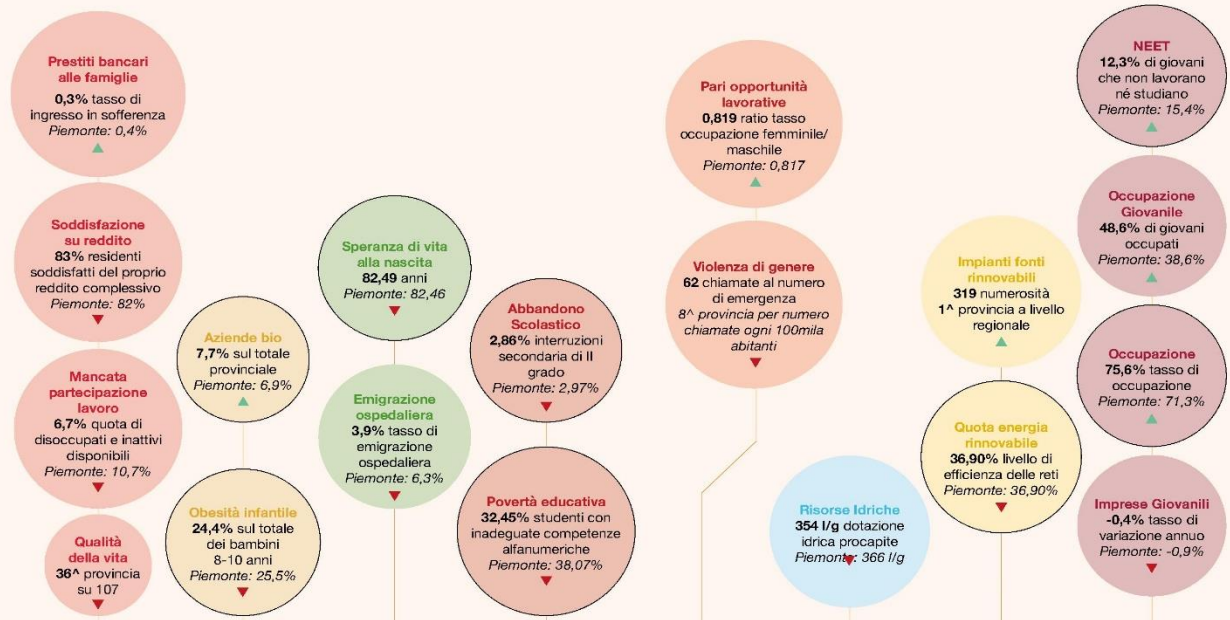 Prestiti bancari
alle famiglie
0,3% tasso di
ingresso in sofferenza
Piemonte: 0,4%
Soddisfazione
su reddito
83% residenti
soddisfatti del proprio
reddito complessivo
Piemonte: 82%
Mancata
partecipazione
lavoro
6,7% quota di
disoccupati e inattivi
disponibili
Piemonte: 10,7%
Qualità
della vita
36^ provincia
su 107
Aziende bio
7,7% sul totale
provinciale
Piemonte: 6,9%
Obesità infantile
24,4% sul totale
dei bambini
8-10 anni
Piemonte: 25,5%
Speranza di vita
alla nascita
82,49 anni
Piemonte: 82,46
Emigrazione
ospedaliera
3,9% tasso di
emigrazione
ospedaliera
Piemonte: 6,3%
Abbandono
Scolastico
2,86% interruzioni
secondaria di II
grado
Piemonte: 2,97%
Povertà educativa
32,45% studenti con
inadeguate competenze
alfanumeriche
Piemonte: 38,07%
Pari opportunità
lavorative
0,819 ratio tasso
occupazione femminile/
maschile
Piemonte: 0,817
Violenza di genere
62 chiamate al numero
di emergenza
8^ provincia per numero
chiamate ogni 100mila
abitanti
Risorse Idriche
354 l/g dotazione
idrica procapite
Piemonte: 366 l/g
Impianti fonti
rinnovabili
319 numerosità
1^ provincia a livello
regionale
Quota energia
rinnovabile
36,90% livello di
efficienza delle reti
Piemonte: 36,90%
NEET
12,3% di giovani
che non lavorano
né studiano
Piemonte: 15,4%
Occupazione
Giovanile
48,6% di giovani
occupati
Piemonte: 38,6%
Occupazione
75,6% tasso di
occupazione
Piemonte: 71,3%
Imprese Giovanili
-0,4% tasso di
variazione annuo
Piemonte: -0,9%